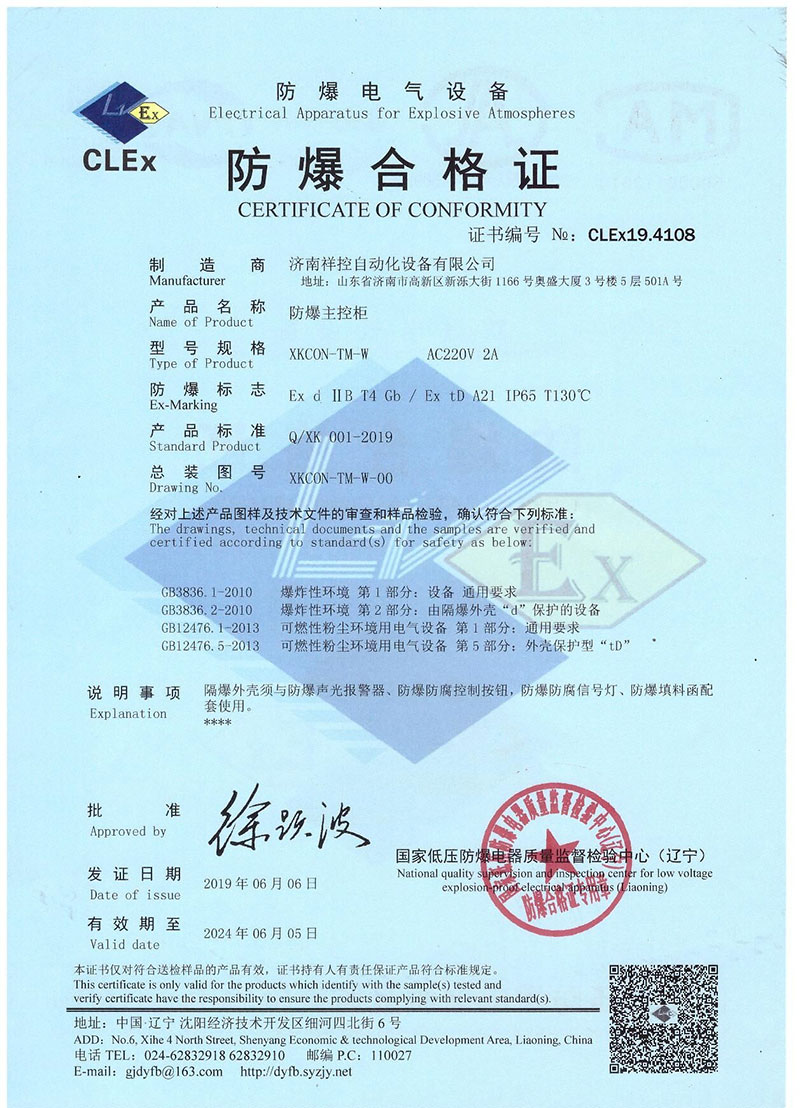 防爆电气设备
Electrical Apparatus for Explosive Atmospheres
Ex
CLEx
防爆合格证
CERTIFICATE OF CONFORMITY
证书编号 №: CLEx19.4108
制造商 济南祥控自动化设备有限公司
Manufacturer 地址：山东省济南市高新区新泺大街1166号奥盛大厦3号楼5层501A号
产品名称 防爆主控柜
Name of Product
型号规格 XKCON-TM-W AC220V 2A
Type of Product
防爆标志 Ex d ⅡB T4 Gb / Ex tD A21 IP65 T130℃
Ex-Marking
产品标准 Q/XK 001-2019
Standard Product
总装图号 XKCON-TM-W-00
Drawing No.
经对上述产品图样及技术文件的审查和样品检验，确认符合下列标准：
The drawings, technical documents and the samples are verified and
certified according to standard(s) for safety as below:
Ex
GB3836.1-2010 爆炸性环境 第1部分：设备 通用要求
GB3836.2-2010 爆炸性环境 第2部分：由隔爆外壳“d”保护的设备
GB12476.1-2013 可燃性粉尘环境用电气设备 第1部分：通用要求
GB12476.5-2013 可燃性粉尘环境用电气设备 第5部分：外壳保护型“tD”
说明事项 隔爆外壳须与防爆声光报警器、防爆防腐控制按钮，防爆防腐信号灯、防爆填料函配
Explanation 套使用。
****
批准 徐跃波
Approved by
国家低压防爆电器质量监督检验中心（辽宁）
National quality supervision and inspection center for low voltage
explosion-proof electrical apparatus (Liaoning)
防爆合格证专用章
发证日期 2019年06月06日
Date of issue
有效期至 2024年06月05日
Valid date
本证书仅对符合送检样品的产品有效，证书持有人有责任保证产品符合标准规定。
This certificate is only valid for the products which identify with the sample(s) tested and
verify certificate have the responsibility to ensure the products complying with relevant standard(s).
地址：中国·辽宁 沈阳经济技术开发区细河四北街6号
ADD: No.6, Xihe 4 North Street, Shenyang Economic & technological Development Area, Liaoning, China
电话 TEL: 024-62832918 62832910 邮编 P.C: 110027
E-mail: gjdyfb@163.com http://dyfb.syzjy.net